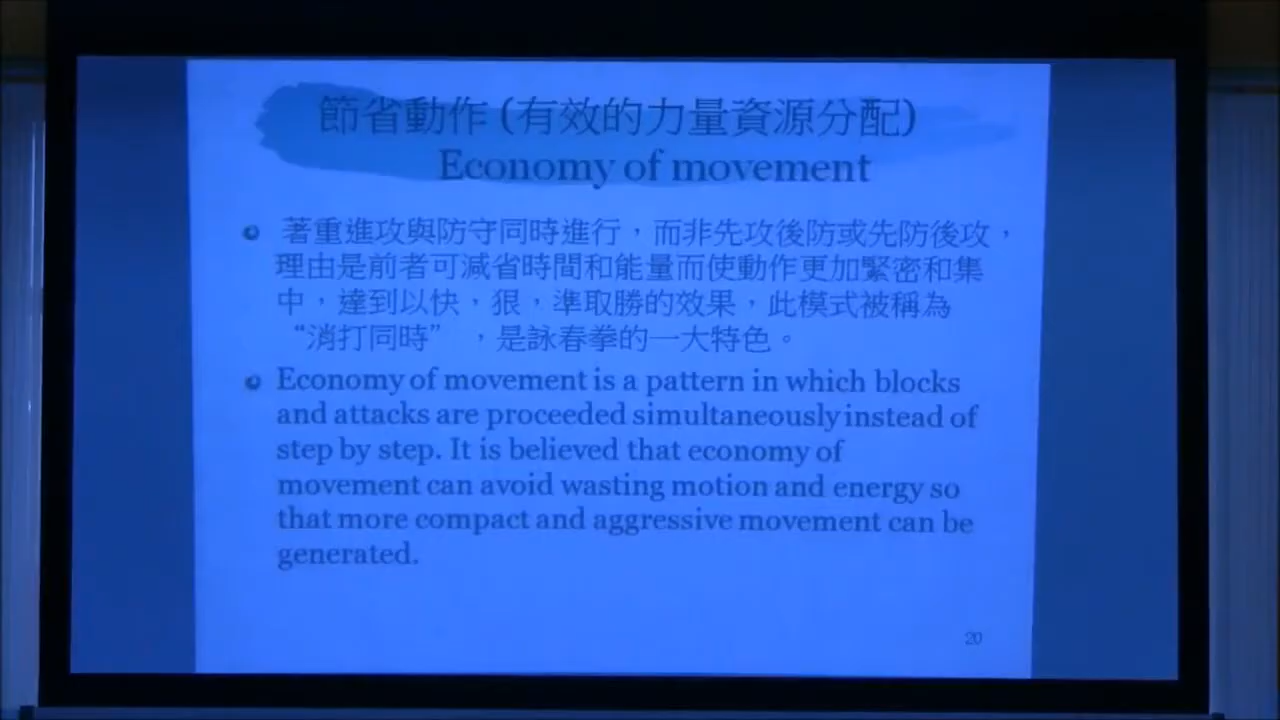 節省動作 (有效的力量資源分配)
Economy of movement
著重進攻與防守同時進行，而非先攻後防或先防後攻，
理由是前者可減省時間和能量而使動作更加緊密和集
中，達到以快，狠，準取勝的效果，此模式被稱為
“消打同時” ，是詠春拳的一大特色。
Economy of movement is a pattern in which blocks
and attacks are proceeded simultaneously instead of
step by step. It is believed that economy of
movement can avoid wasting motion and energy so
that more compact and aggressive movement can be
generated.
20